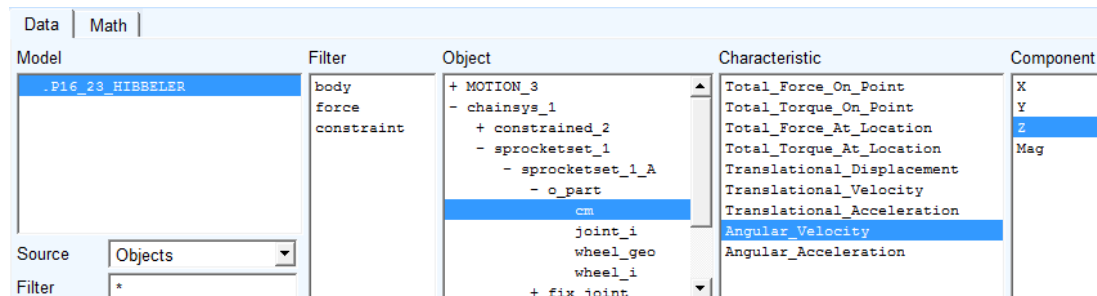 Data Math
Model Filter Object Characteristic Component
.P16_23_HIBBELER body + MOTION_3 Total_Force_On_Point X
force - chainsys_1 Total_Torque_On_Point Y
constraint + constrained_2 Total_Force_At_Location Z
- sprocketset_1 Total_Torque_At_Location Mag
- sprocketset_1_A Translational_Displacement
- o_part Translational_Velocity
cm Translational_Acceleration
joint_i Angular_Velocity
Source Objects wheel_geo Angular_Acceleration
wheel_i
Filter * + fix_joint